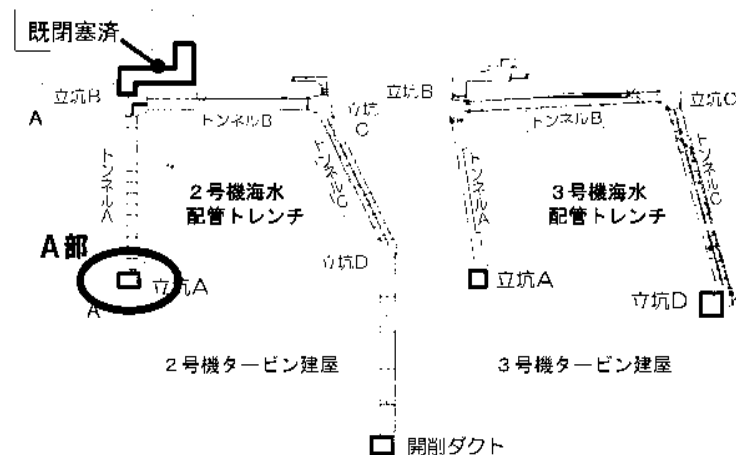 既閉塞済
立坑B
A
トンネルB
立坑
C
トンネルA
トンネルC
2号機海水
配管トレンチ
A部
立坑A
A
立坑D
2号機タービン建屋
開削ダクト
立坑B
トンネルB
立坑C
トンネルA
トンネルC
3号機海水
配管トレンチ
立坑A
立坑D
3号機タービン建屋